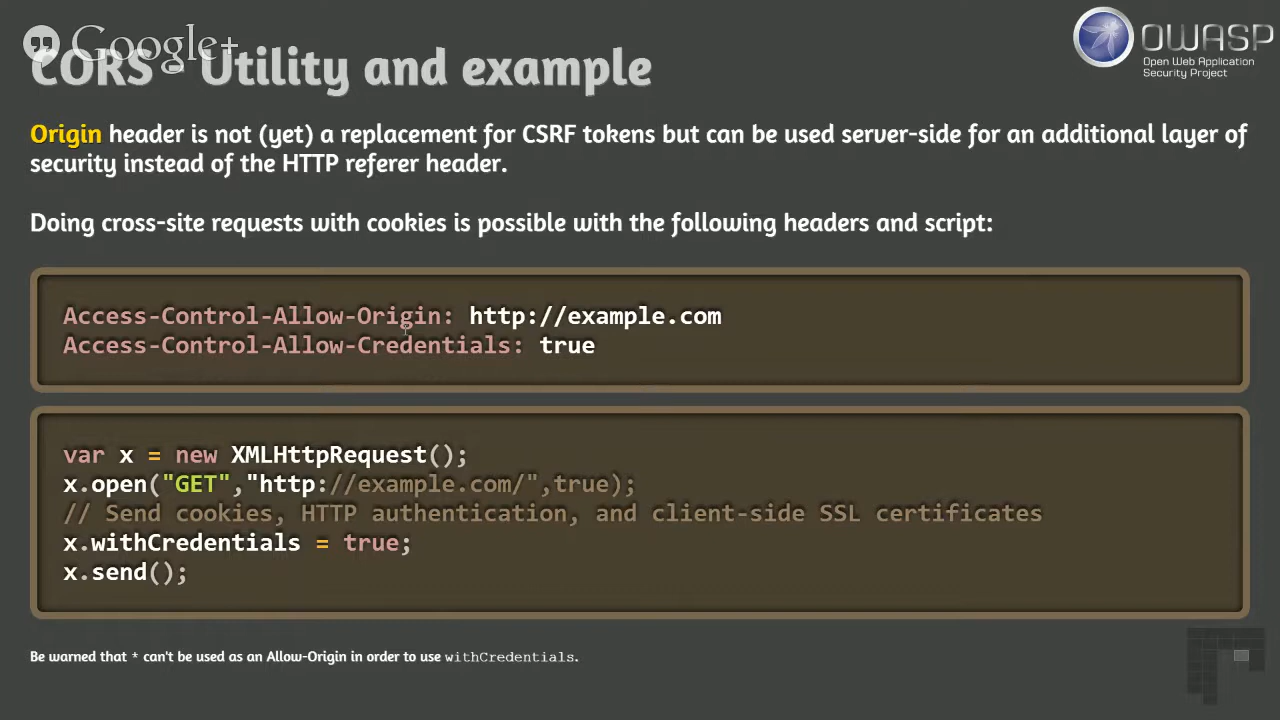 Google+
CORS - Utility and example
OWASP
Open Web Application
Security Project
Origin header is not (yet) a replacement for CSRF tokens but can be used server-side for an additional layer of
security instead of the HTTP referer header.
Doing cross-site requests with cookies is possible with the following headers and script:
Access-Control-Allow-Origin: http://example.com
Access-Control-Allow-Credentials: true
var x = new XMLHttpRequest();
x.open("GET","http://example.com/",true);
// Send cookies, HTTP authentication, and client-side SSL certificates
x.withCredentials = true;
x.send();
Be warned that * can't be used as an Allow-Origin in order to use withCredentials.